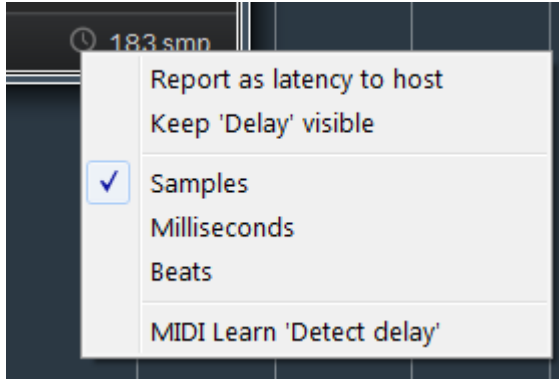 183 smp
Report as latency to host
Keep 'Delay' visible
Samples
Milliseconds
Beats
MIDI Learn 'Detect delay'